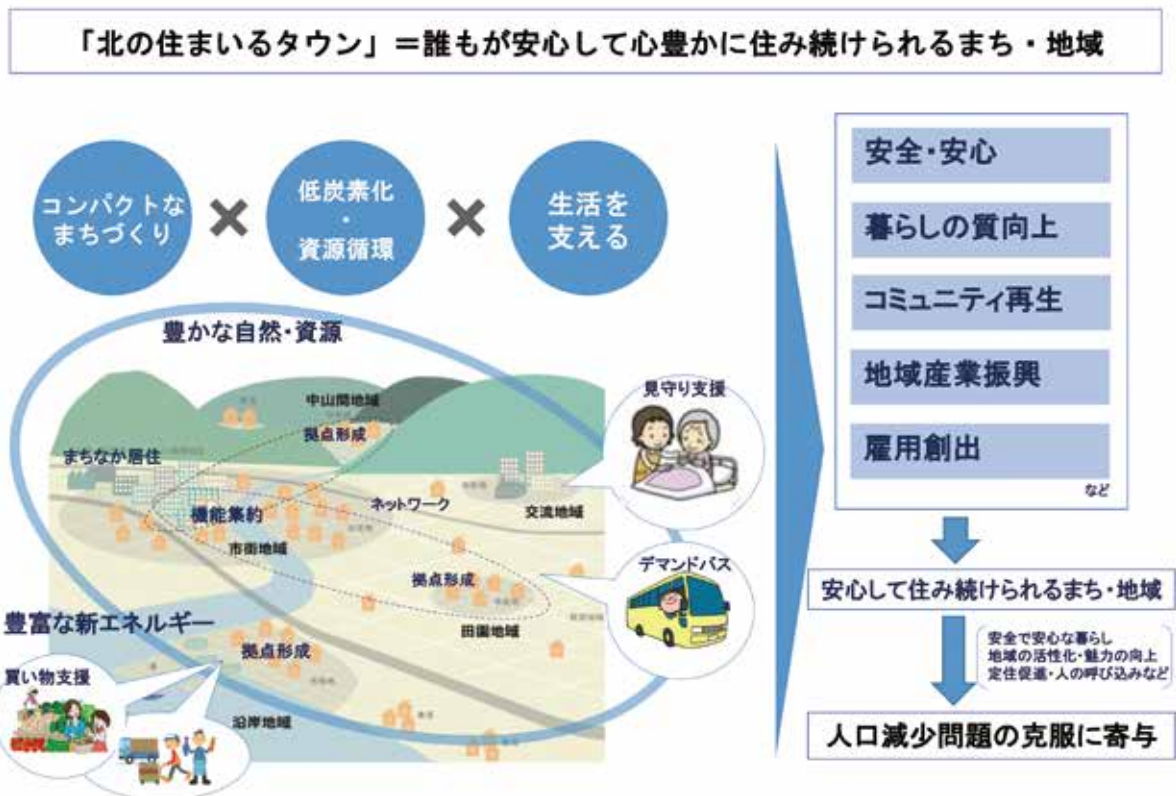 「北の住まいるタウン」＝誰もが安心して心豊かに住み続けられるまち・地域
コンパクトな
まちづくり
×
低炭素化
・
資源循環
×
生活を
支える
豊かな自然・資源
中山間地域
拠点形成
まちなか居住
機能集約
ネットワーク
交流地域
市街地域
拠点形成
田園地域
豊富な新エネルギー
拠点形成
沿岸地域
見守り支援
デマンドバス
買い物支援
安全・安心
暮らしの質向上
コミュニティ再生
地域産業振興
雇用創出
など
安心して住み続けられるまち・地域
安全で安心な暮らし
地域の活性化・魅力の向上
定住促進・人の呼び込みなど
人口減少問題の克服に寄与